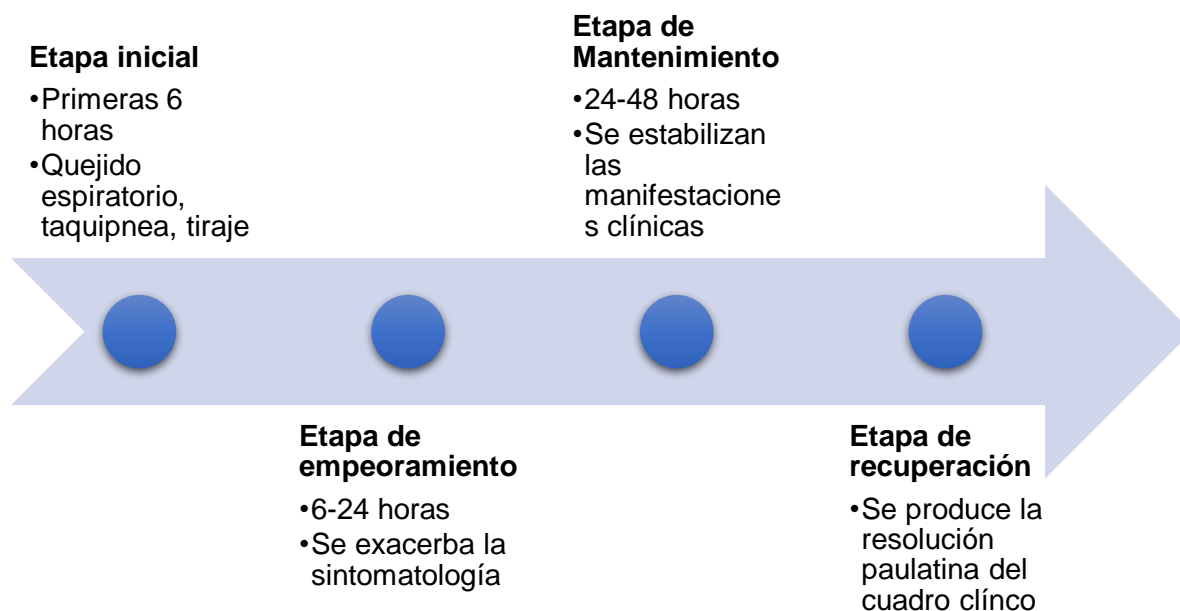 Etapa inicial
•Primeras 6
horas
•Quejido
espiratorio,
taquipnea, tiraje
Etapa de
empeoramiento
•6-24 horas
•Se exacerba la
sintomatología
Etapa de
Mantenimiento
•24-48 horas
•Se estabilizan
las
manifestacione
s clínicas
Etapa de
recuperación
•Se produce la
resolución
paulatina del
cuadro clínco